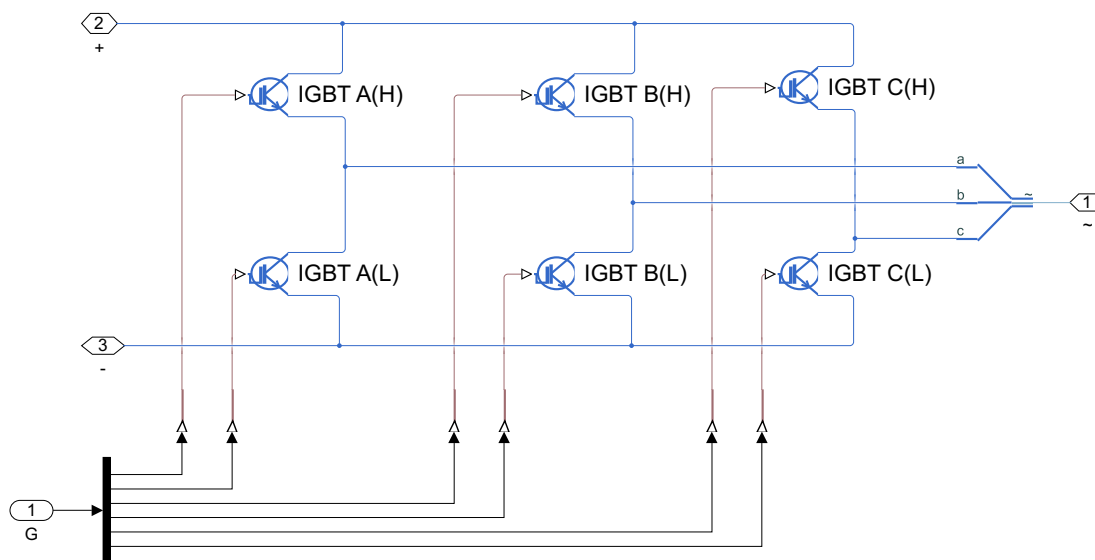 2
+
IGBT A(H)
IGBT B(H)
IGBT C(H)
a
b
c
~
1
~
IGBT A(L)
IGBT B(L)
IGBT C(L)
3
-
1
G